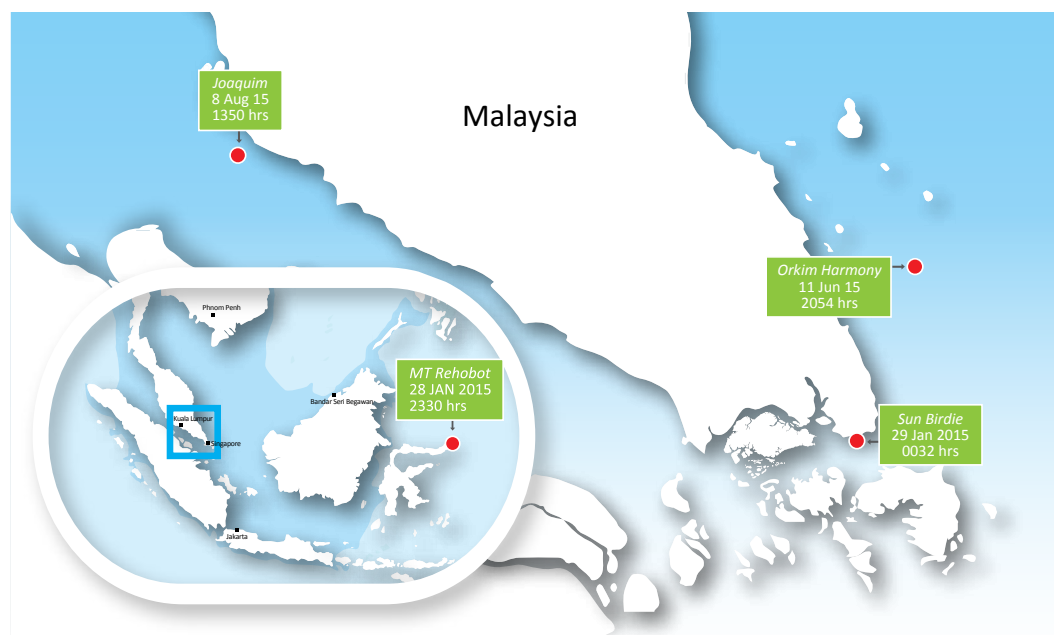 Joaquim
8 Aug 15
1350 hrs
Malaysia
Orkim Harmony
11 Jun 15
2054 hrs
Phnom Penh
MT Rehobot
28 JAN 2015
2330 hrs
Bandar Seri Begawan
Kuala Lumpur
Singapore
Jakarta
Sun Birdie
29 Jan 2015
0032 hrs